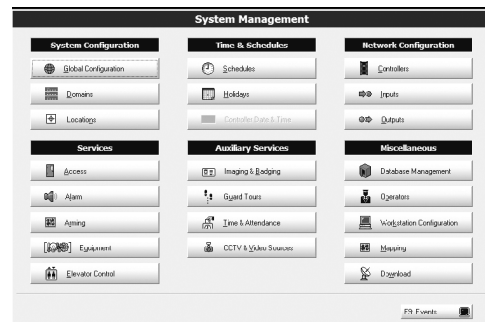 System Management
System Configuration
Global Configuration
Domains
Locations
Time & Schedules
Schedules
Holidays
Controller Date & Time
Network Configuration
Controllers
Inputs
Outputs
Services
Access
Alarm
Arming
Equipment
Elevator Control
Auxiliary Services
Imaging & Badging
Guard Tours
Time & Attendance
CCTV & Video Sources
Miscellaneous
Database Management
Operators
Workstation Configuration
Mapping
Download
F9 Events